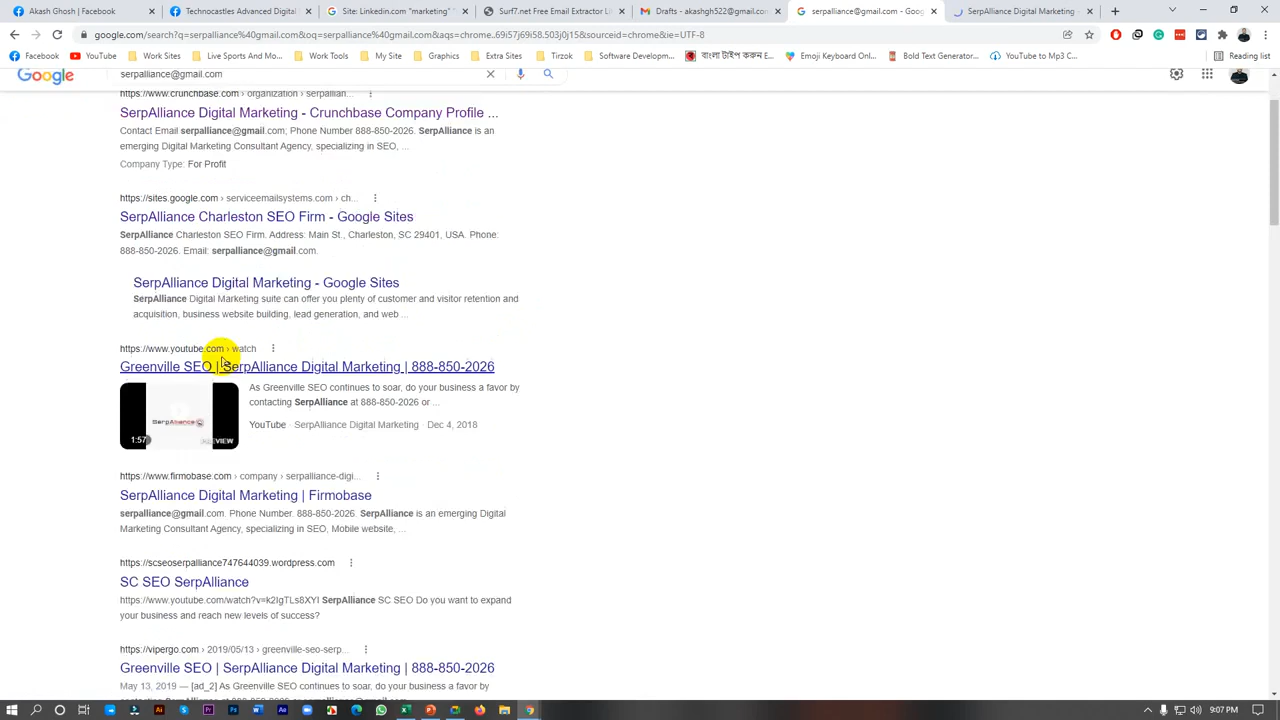 Akash Ghosh | Facebook
Technocastles Advanced Digital
Site: Linkedin.com "marketing"
Surf7.net Free Email Extractor Li
Drafts - akashgh522@gmail.com
serpalliance@gmail.com - Goo
SerpAlliance Digital Marketing
google.com/search?q=serpalliance%40gmail.com&oq=serpalliance%40gmail.com&aqs=chrome..69i57j69i58.503j0j15&sourceid=chrome&ie=UTF-8
Facebook
YouTube
Work Sites
Live Sports And Mo...
Work Tools
My Site
Graphics
Extra Sites
Tizrok
Software Developm...
বাংলা টাইপ করুন E...
Emoji Keyboard Onl...
Bold Text Generator...
YouTube to Mp3 C...
Reading list
Google
serpalliance@gmail.com
https://www.crunchbase.com › organization › serpallian...
SerpAlliance Digital Marketing - Crunchbase Company Profile ...
Contact Email serpalliance@gmail.com; Phone Number 888-850-2026. SerpAlliance is an
emerging Digital Marketing Consultant Agency, specializing in SEO, ...
Company Type: For Profit
https://sites.google.com › serviceemailsystems.com › ch...
SerpAlliance Charleston SEO Firm - Google Sites
SerpAlliance Charleston SEO Firm. Address: Main St., Charleston, SC 29401, USA. Phone:
888-850-2026. Email: serpalliance@gmail.com.
SerpAlliance Digital Marketing - Google Sites
SerpAlliance Digital Marketing suite can offer you plenty of customer and visitor retention and
acquisition, business website building, lead generation, and web ...
https://www.youtube.com › watch
Greenville SEO | SerpAlliance Digital Marketing | 888-850-2026
As Greenville SEO continues to soar, do your business a favor by
contacting SerpAlliance at 888-850-2026 or ...
SerpAlliance
1:57
PREVIEW
YouTube · SerpAlliance Digital Marketing · Dec 4, 2018
https://www.firmobase.com › company › serpalliance-digi...
SerpAlliance Digital Marketing | Firmobase
serpalliance@gmail.com. Phone Number. 888-850-2026. SerpAlliance is an emerging Digital
Marketing Consultant Agency, specializing in SEO, Mobile website, ...
https://scseoserpalliance747644039.wordpress.com
SC SEO SerpAlliance
https://www.youtube.com/watch?v=k2IgTLs8XYI SerpAlliance SC SEO Do you want to expand
your business and reach new levels of success?
https://vipergo.com › 2019/05/13 › greenville-seo-serp...
Greenville SEO | SerpAlliance Digital Marketing | 888-850-2026
May 13, 2019 — [ad_2] As Greenville SEO continues to soar, do your business a favor by
9:07 PM